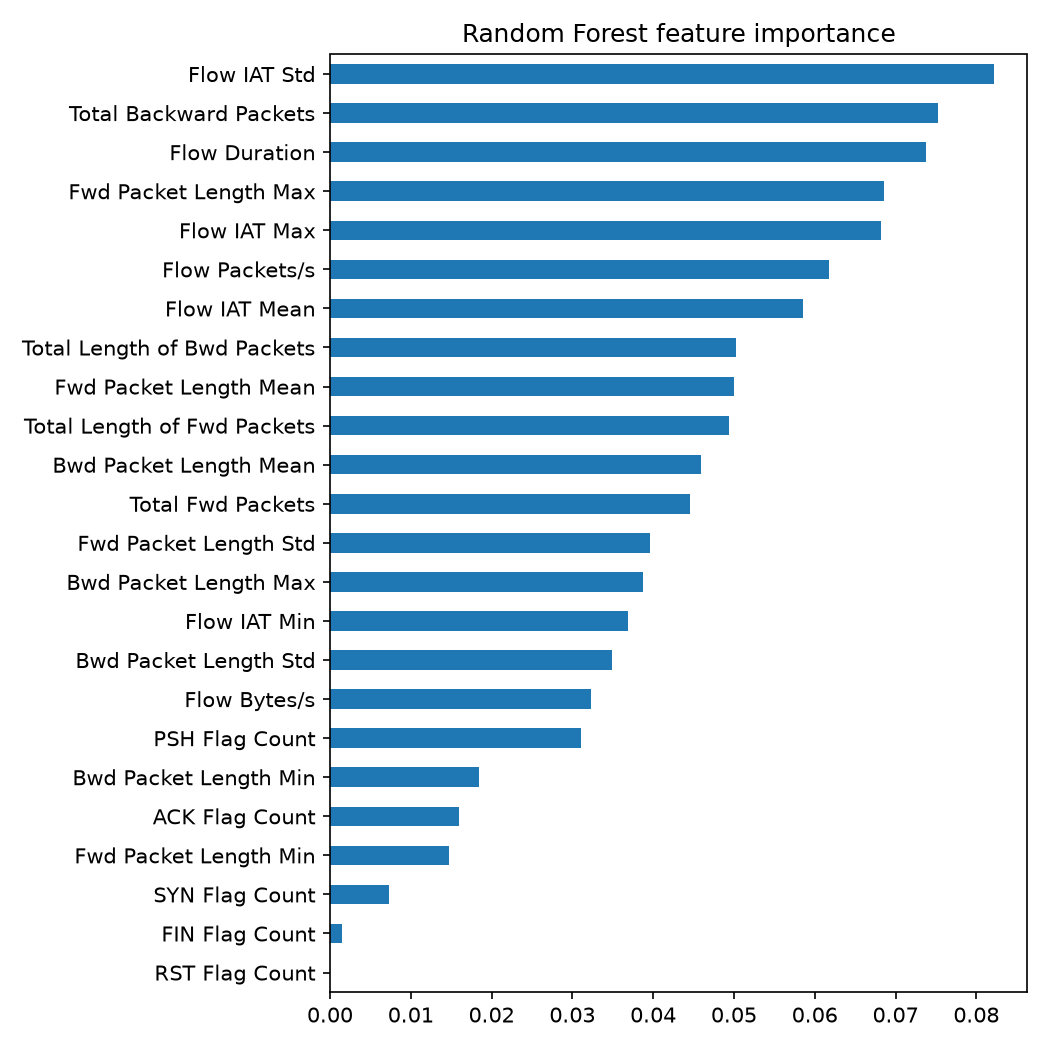 Random Forest feature importance
Flow IAT Std
Total Backward Packets
Flow Duration
Fwd Packet Length Max
Flow IAT Max
Flow Packets/s
Flow IAT Mean
Total Length of Bwd Packets
Fwd Packet Length Mean
Total Length of Fwd Packets
Bwd Packet Length Mean
Total Fwd Packets
Fwd Packet Length Std
Bwd Packet Length Max
Flow IAT Min
Bwd Packet Length Std
Flow Bytes/s
PSH Flag Count
Bwd Packet Length Min
ACK Flag Count
Fwd Packet Length Min
SYN Flag Count
FIN Flag Count
RST Flag Count
0.00 0.01 0.02 0.03 0.04 0.05 0.06 0.07 0.08